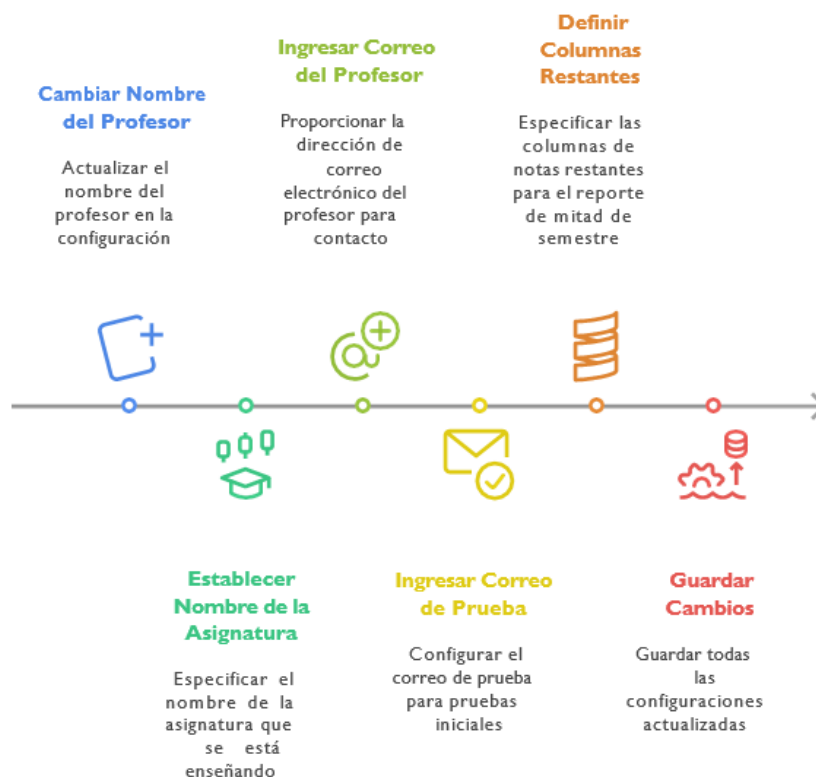 Cambiar Nombre
del Profesor
Actualizar el
nombre del
profesor en la
configuración
Establecer
Nombre de la
Asignatura
Especificar el
nombre de la
asignatura que
se está
enseñando
Ingresar Correo
del Profesor
Proporcionar la
dirección de
correo
electrónico del
profesor para
contacto
Ingresar Correo
de Prueba
Configurar el
correo de prueba
para pruebas
iniciales
Definir
Columnas
Restantes
Especificar las
columnas de
notas restantes
para el reporte
de mitad de
semestre
Guardar
Cambios
Guardar todas
las
configuraciones
actualizadas